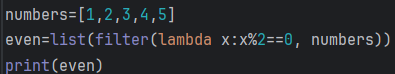 numbers=[1,2,3,4,5]
even=list(filter(lambda x:x%2==0, numbers))
print(even)